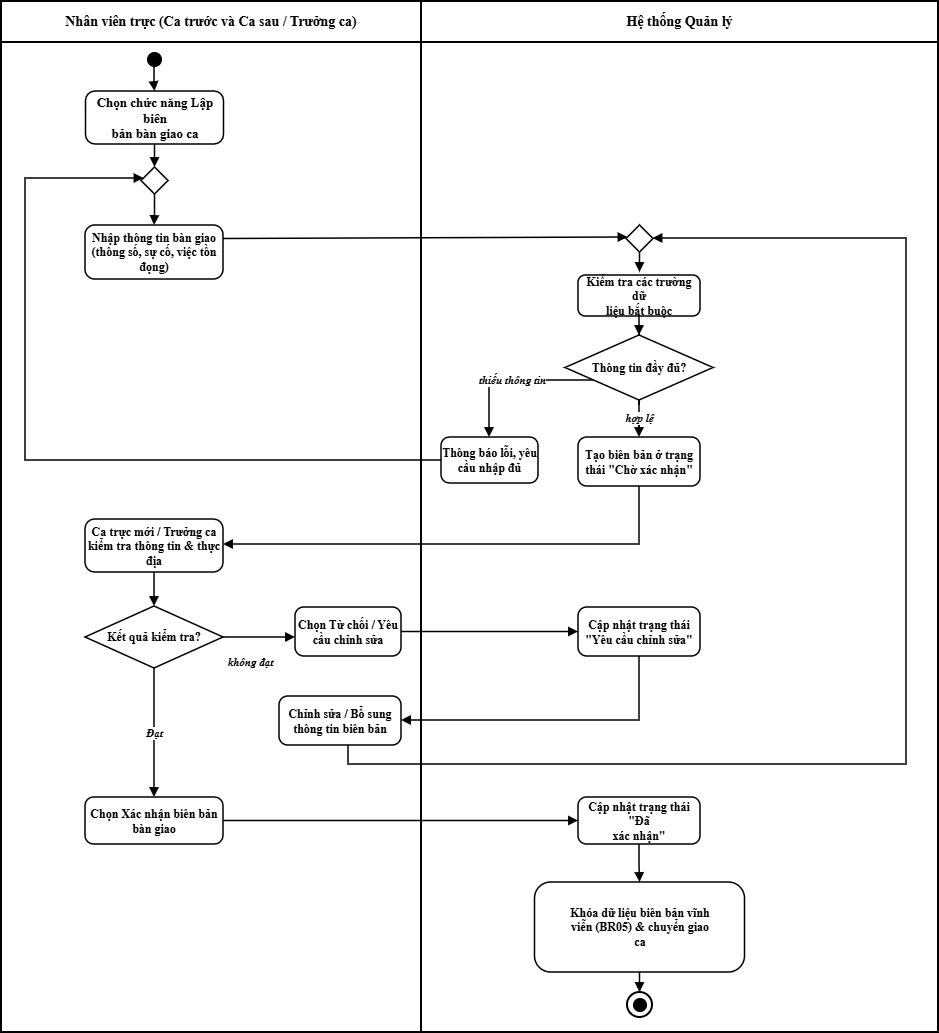 Nhân viên trực (Ca trước và Ca sau / Trưởng ca)
Hệ thống Quản lý
Chọn chức năng Lập
biên
bản bàn giao ca
Nhập thông tin bàn giao
(thông số, sự cố, việc tồn
đọng)
Kiểm tra các trường
dữ
liệu bắt buộc
Thông tin đầy đủ?
thiếu thông tin
hợp lệ
Thông báo lỗi, yêu
cầu nhập đủ
Tạo biên bản ở trạng
thái "Chờ xác nhận"
Ca trực mới / Trưởng ca
kiểm tra thông tin & thực
địa
Kết quả kiểm tra?
không đạt
Chọn Từ chối / Yêu
cầu chỉnh sửa
Cập nhật trạng thái
"Yêu cầu chỉnh sửa"
Chỉnh sửa / Bổ sung
thông tin biên bản
Đạt
Chọn Xác nhận biên bản
bàn giao
Cập nhật trạng thái
"Đã
xác nhận"
Khóa dữ liệu biên bản vĩnh
viễn (BR05) & chuyển giao
ca